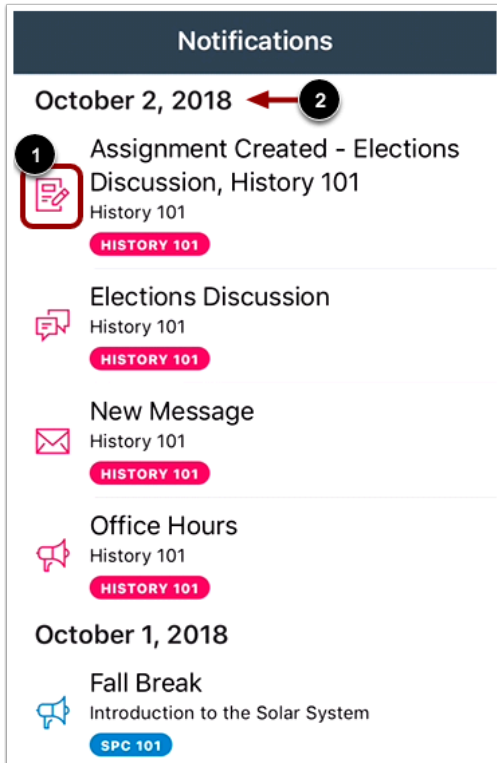 Notifications
October 2, 2018
2
1
Assignment Created - Elections
Discussion, History 101
History 101
HISTORY 101
Elections Discussion
History 101
HISTORY 101
New Message
History 101
HISTORY 101
Office Hours
History 101
HISTORY 101
October 1, 2018
Fall Break
Introduction to the Solar System
SPC 101